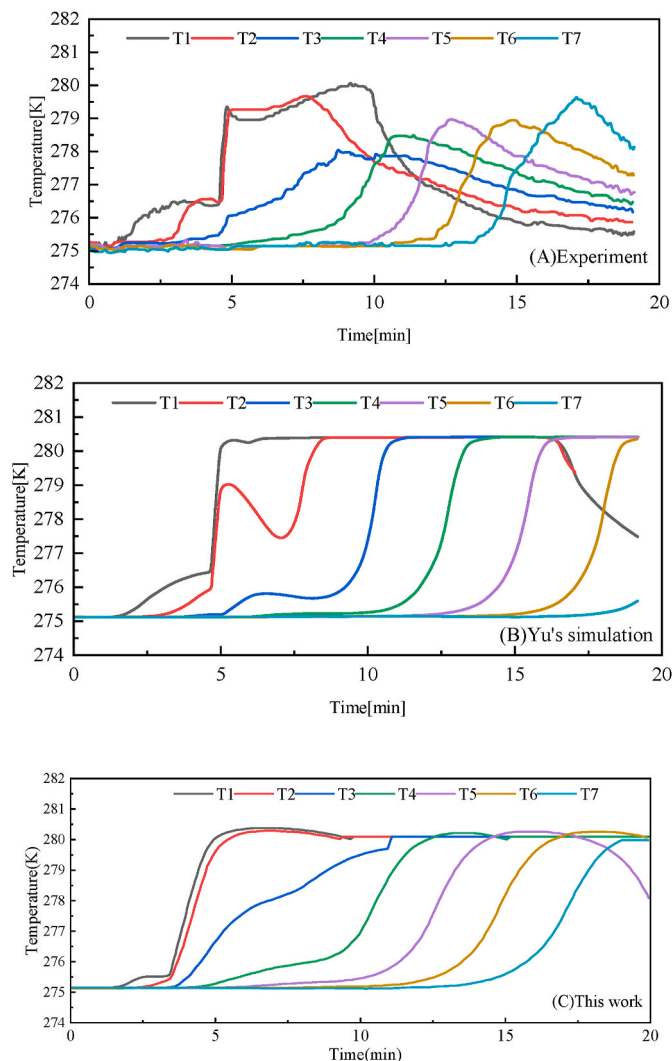 282
281
280
279
278
277
276
275
274
T1 T2 T3 T4 T5 T6 T7
Temperature[K]
(A)Experiment
0 5 10 15 20
Time[min]
282
281
280
279
278
277
276
275
274
T1 T2 T3 T4 T5 T6 T7
Temperature[K]
(B)Yu's simulation
0 5 10 15 20
Time[min]
282
281
280
279
278
277
276
275
274
T1 T2 T3 T4 T5 T6 T7
Temperature(K)
(C)This work
0 5 10 15 20
Time(min)